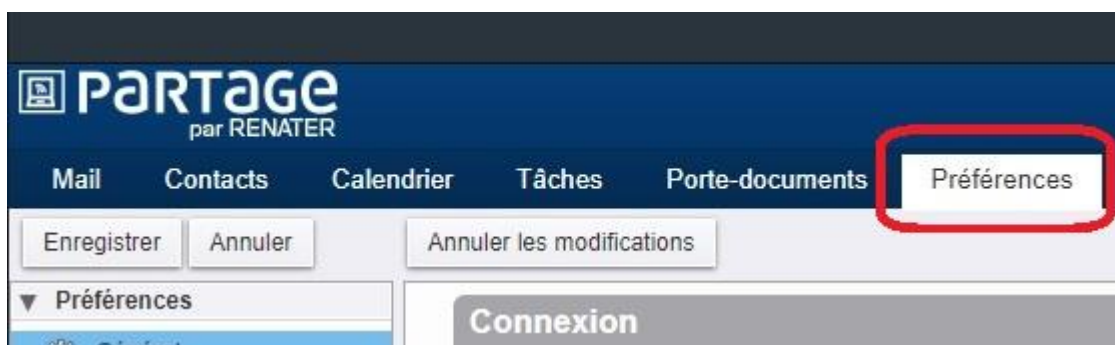 PARTAGE
par RENATER
Mail Contacts Calendrier Tâches Porte-documents Préférences
Enregistrer Annuler Annuler les modifications
Préférences
Connexion